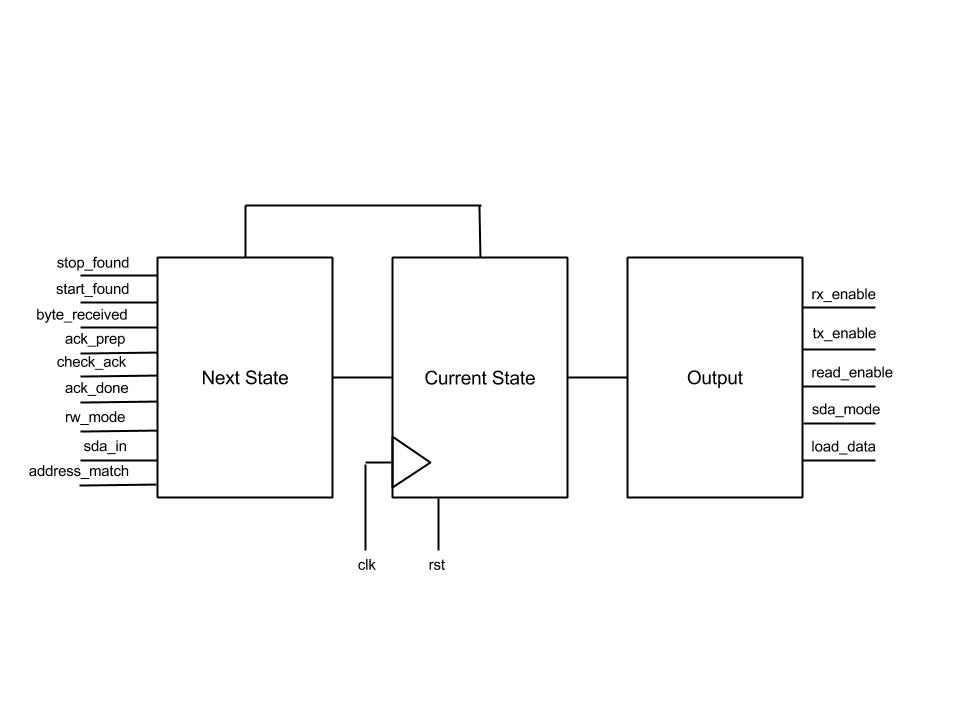 stop_found
start_found
byte_received
ack_prep
check_ack
ack_done
rw_mode
sda_in
address_match
Next State
Current State
clk
rst
Output
rx_enable
tx_enable
read_enable
sda_mode
load_data